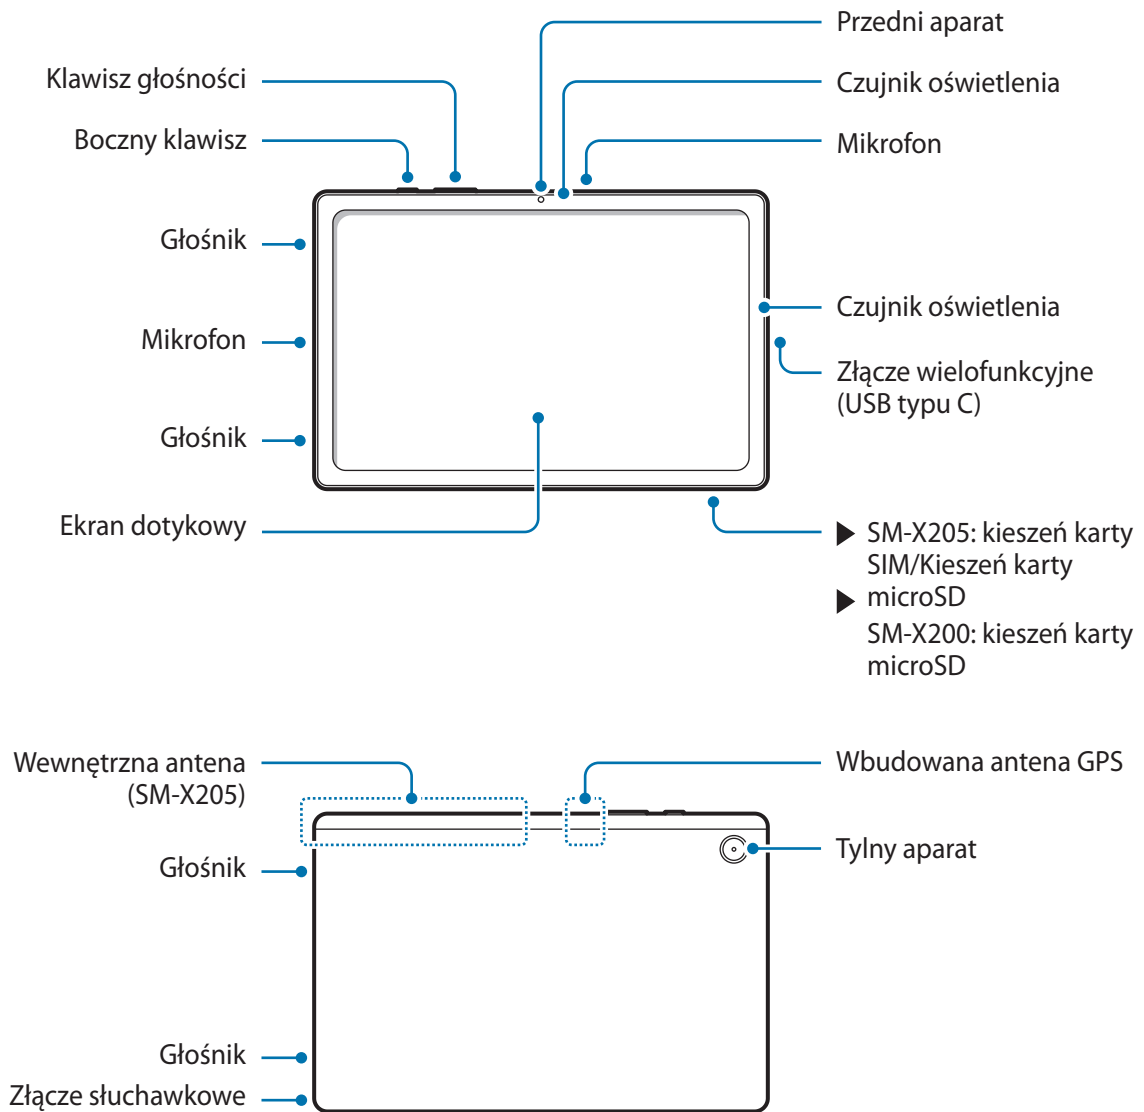 Przedni aparat
Klawisz głośności
Czujnik oświetlenia
Boczny klawisz
Mikrofon
Głośnik
Czujnik oświetlenia
Mikrofon
Złącze wielofunkcyjne
(USB typu C)
Głośnik
Ekran dotykowy
▶ SM-X205: kieszeń karty
SIM/Kieszeń karty
▶ microSD
SM-X200: kieszeń karty
microSD
Wewnętrzna antena
(SM-X205)
Wbudowana antena GPS
Tylny aparat
Głośnik
Głośnik
Złącze słuchawkowe